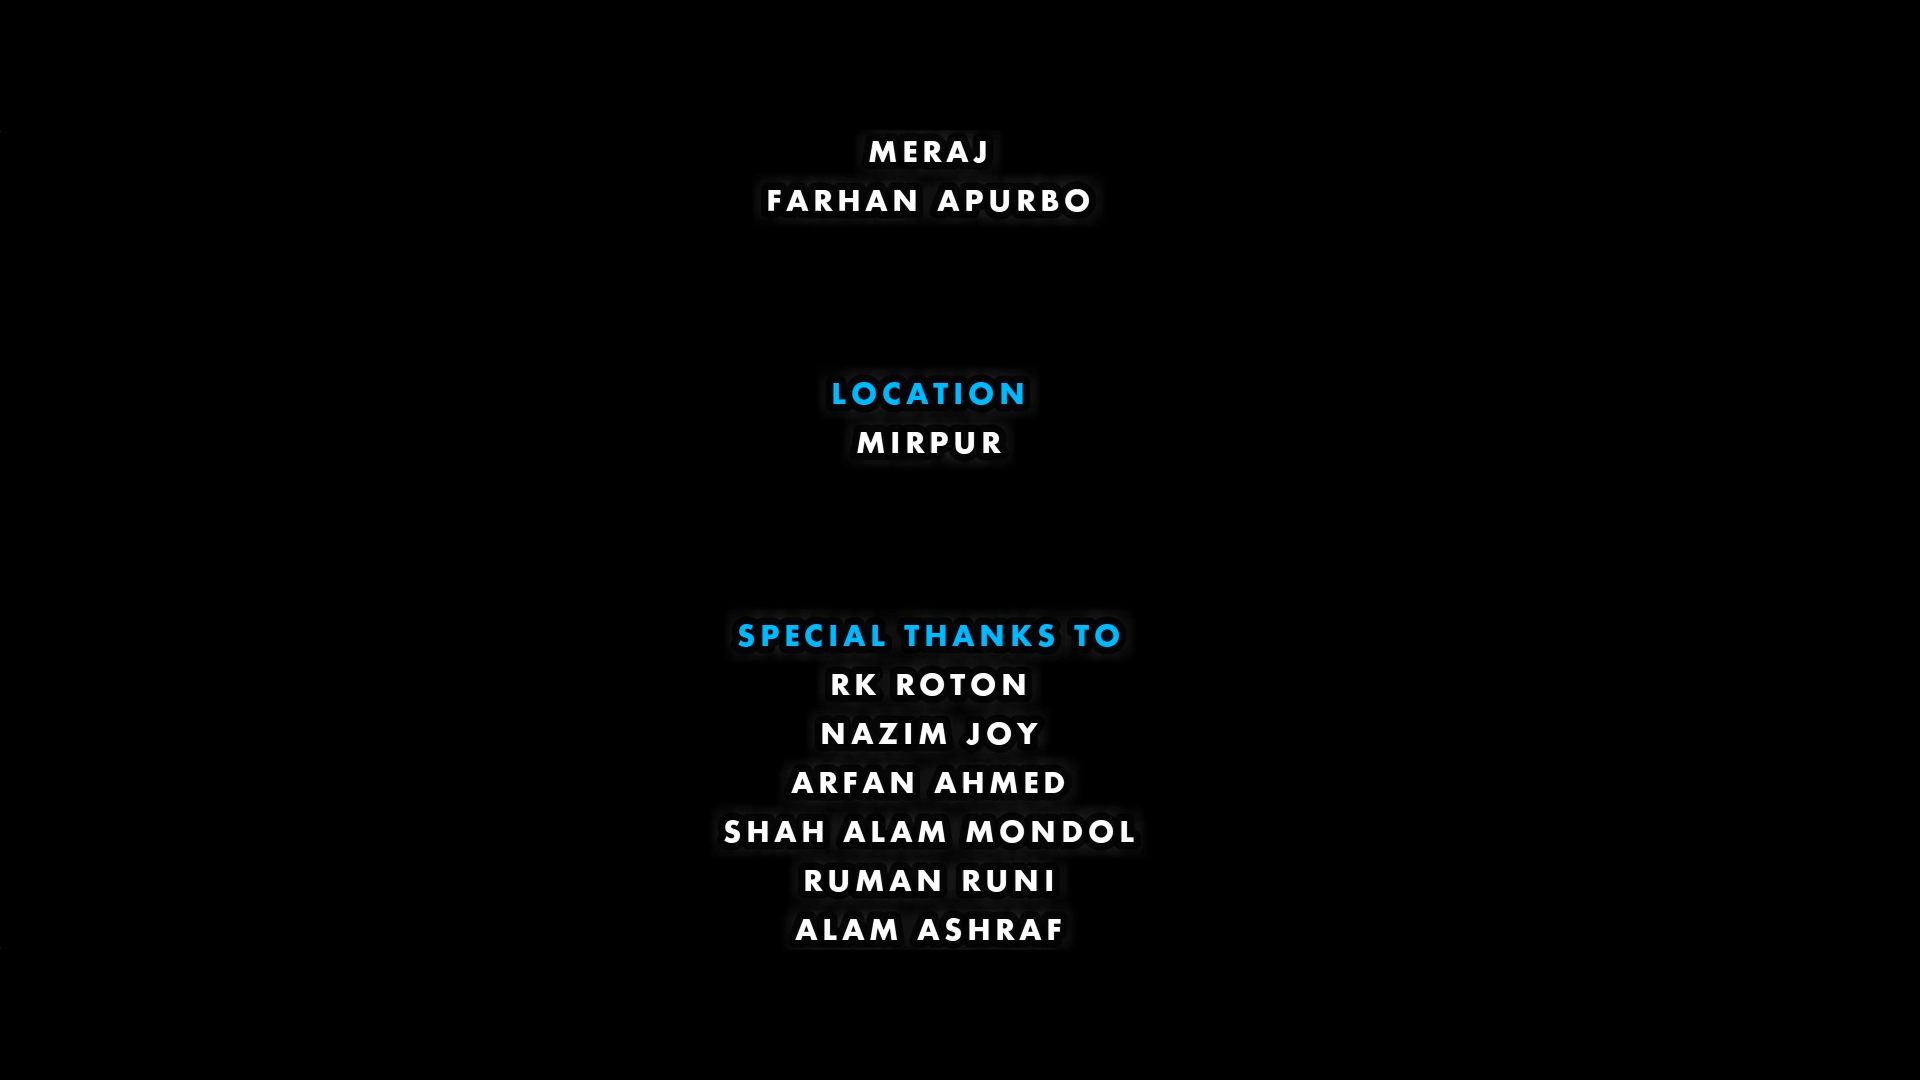 MERAJ
FARHAN APURBO
LOCATION
MIRPUR
SPECIAL THANKS TO
RK ROTON
NAZIM JOY
ARFAN AHMED
SHAH ALAM MONDOL
RUMAN RUNI
ALAM ASHRAF